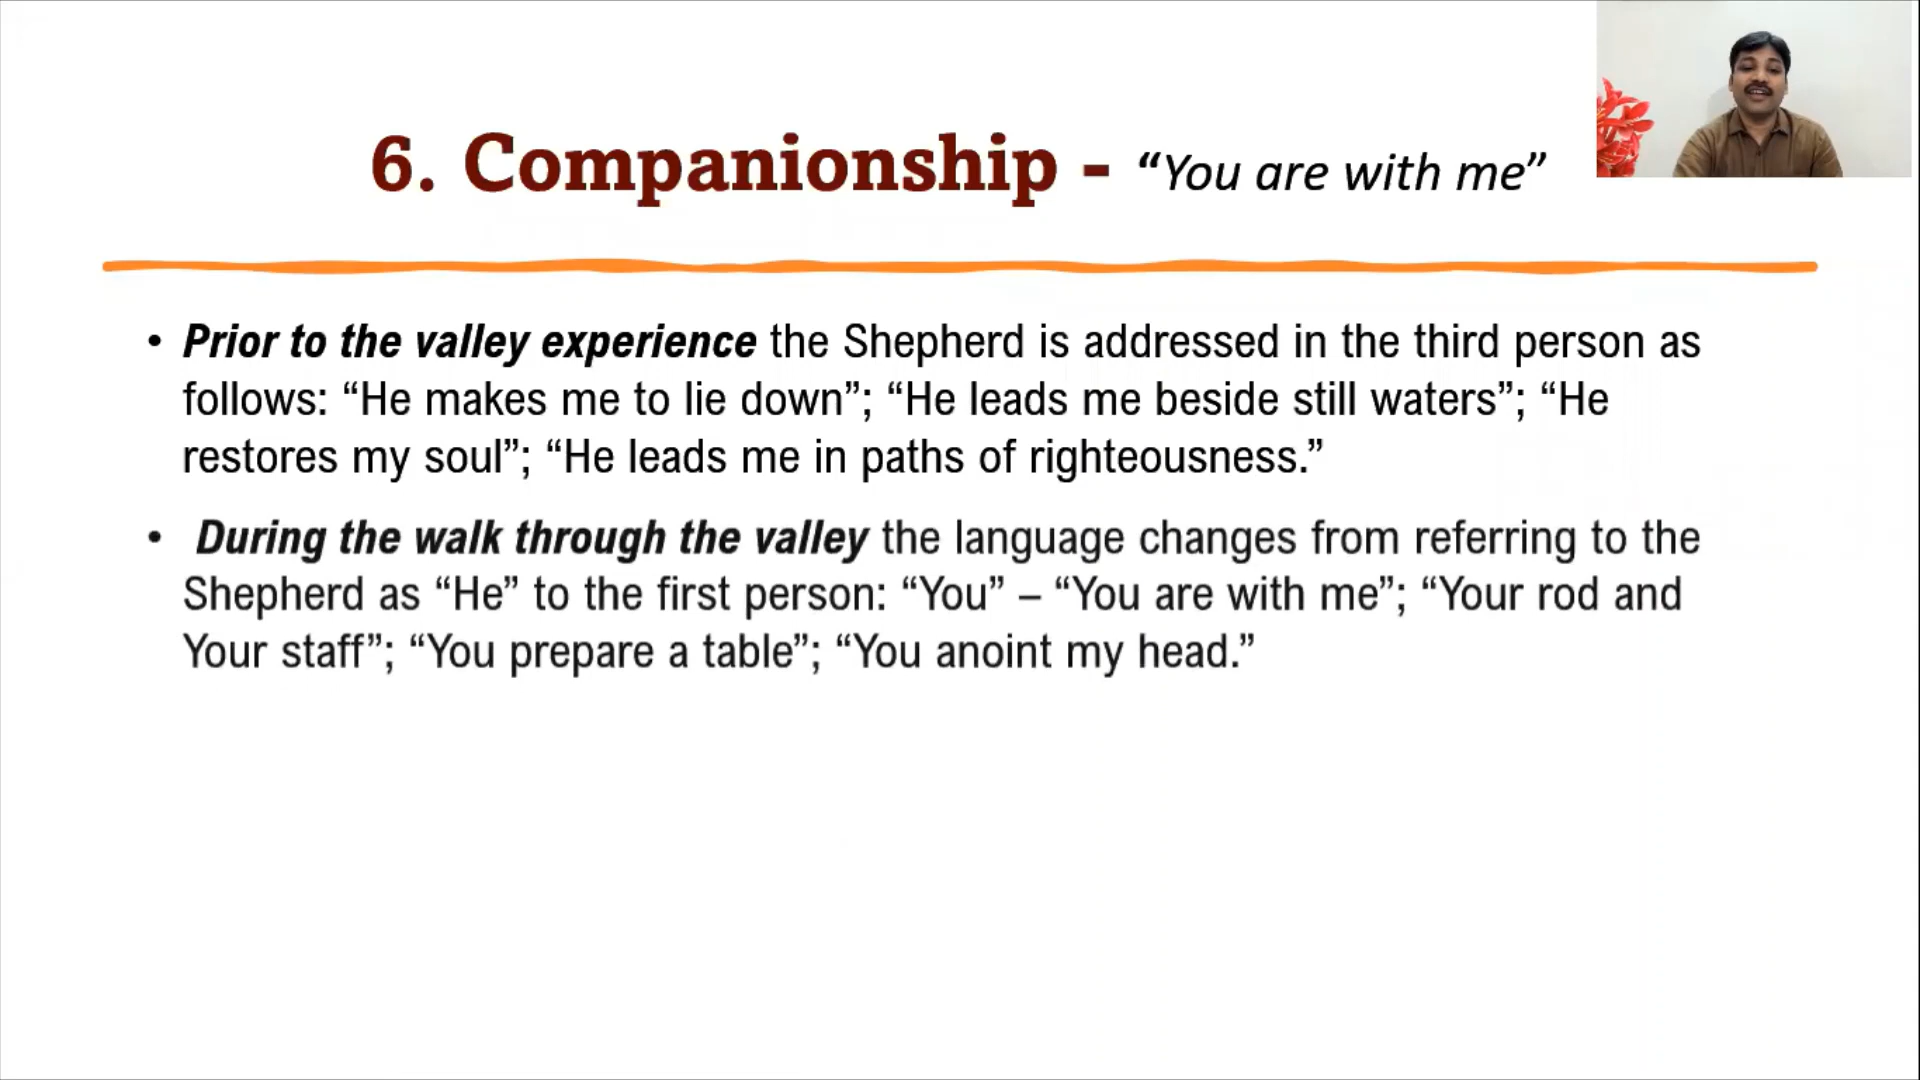 6. Companionship - “You are with me”
• Prior to the valley experience the Shepherd is addressed in the third person as
follows: “He makes me to lie down”; “He leads me beside still waters”; “He
restores my soul”; “He leads me in paths of righteousness.”
• During the walk through the valley the language changes from referring to the
Shepherd as “He” to the first person: “You” – “You are with me”; “Your rod and
Your staff”; “You prepare a table”; “You anoint my head.”